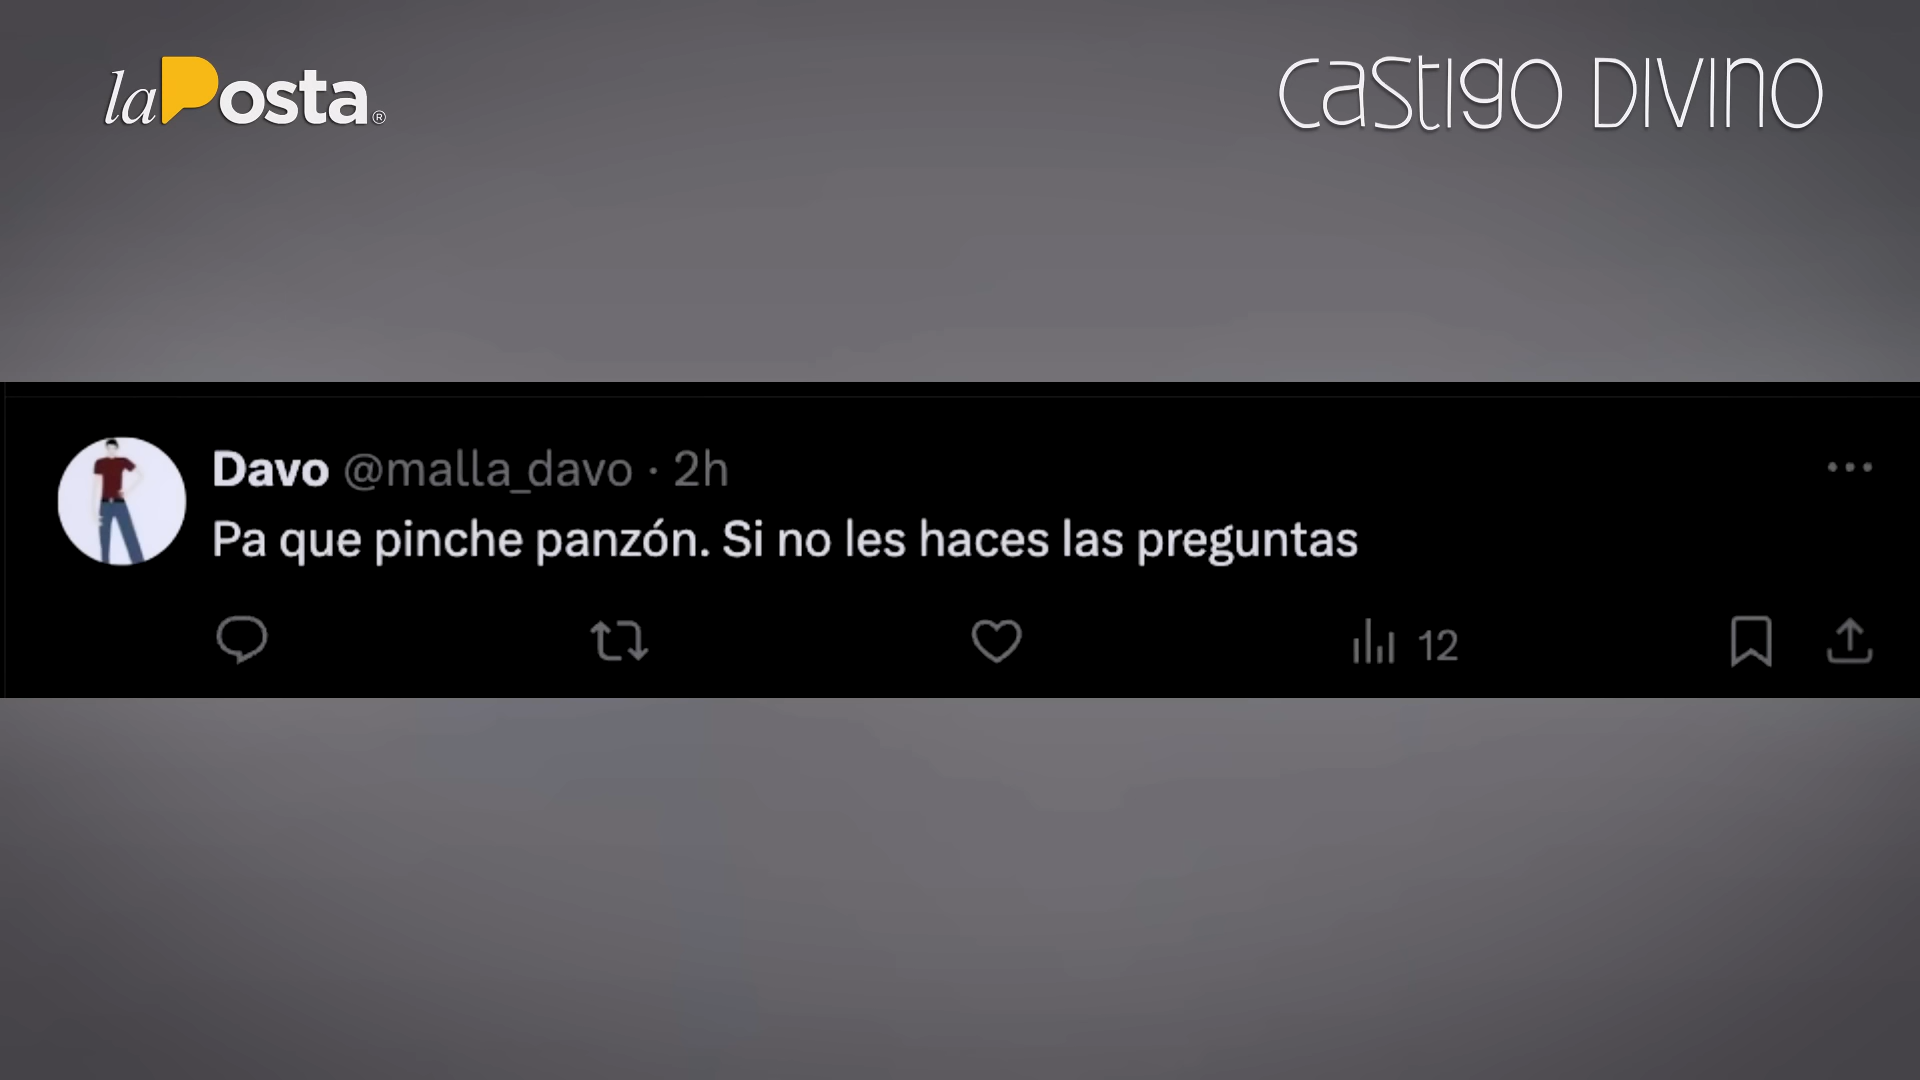 laPosta®
CASTIGO DIVINO
Davo @malla_davo · 2h
Pa que pinche panzón. Si no les haces las preguntas
12